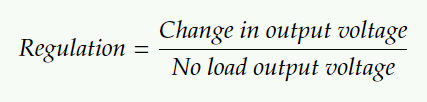 Regulation = Change in output voltage / No load output voltage